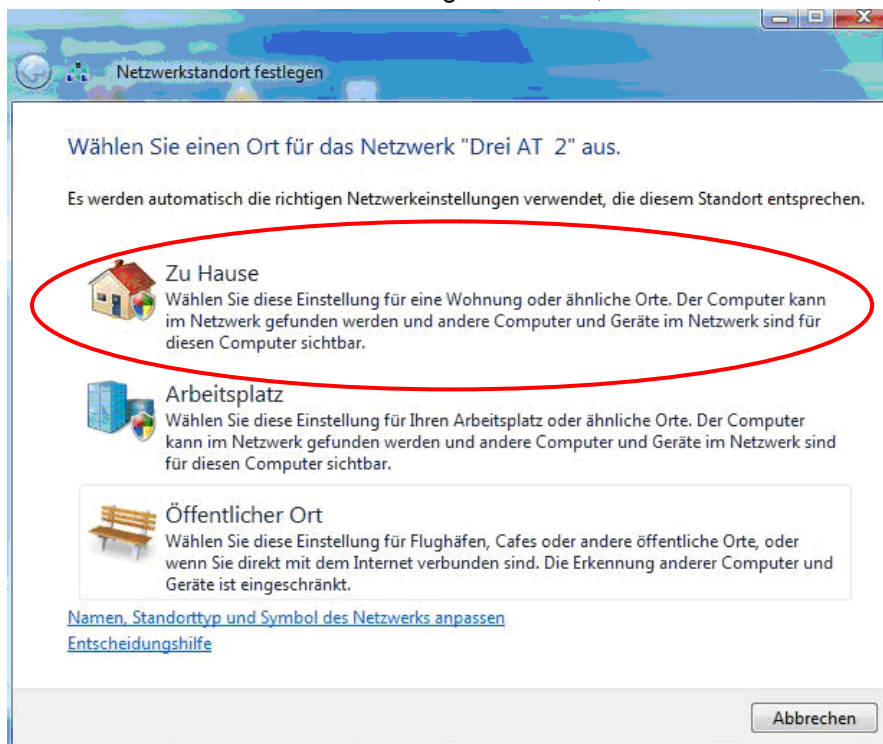 Netzwerkstandort festlegen
Wählen Sie einen Ort für das Netzwerk "Drei AT 2" aus.
Es werden automatisch die richtigen Netzwerkeinstellungen verwendet, die diesem Standort entsprechen.
Zu Hause
Wählen Sie diese Einstellung für eine Wohnung oder ähnliche Orte. Der Computer kann
im Netzwerk gefunden werden und andere Computer und Geräte im Netzwerk sind für
diesen Computer sichtbar.
Arbeitsplatz
Wählen Sie diese Einstellung für Ihren Arbeitsplatz oder ähnliche Orte. Der Computer
kann im Netzwerk gefunden werden und andere Computer und Geräte im Netzwerk sind
für diesen Computer sichtbar.
Öffentlicher Ort
Wählen Sie diese Einstellung für Flughäfen, Cafes oder andere öffentliche Orte, oder
wenn Sie direkt mit dem Internet verbunden sind. Die Erkennung anderer Computer und
Geräte ist eingeschränkt.
Namen, Standorttyp und Symbol des Netzwerks anpassen
Entscheidungshilfe
Abbrechen